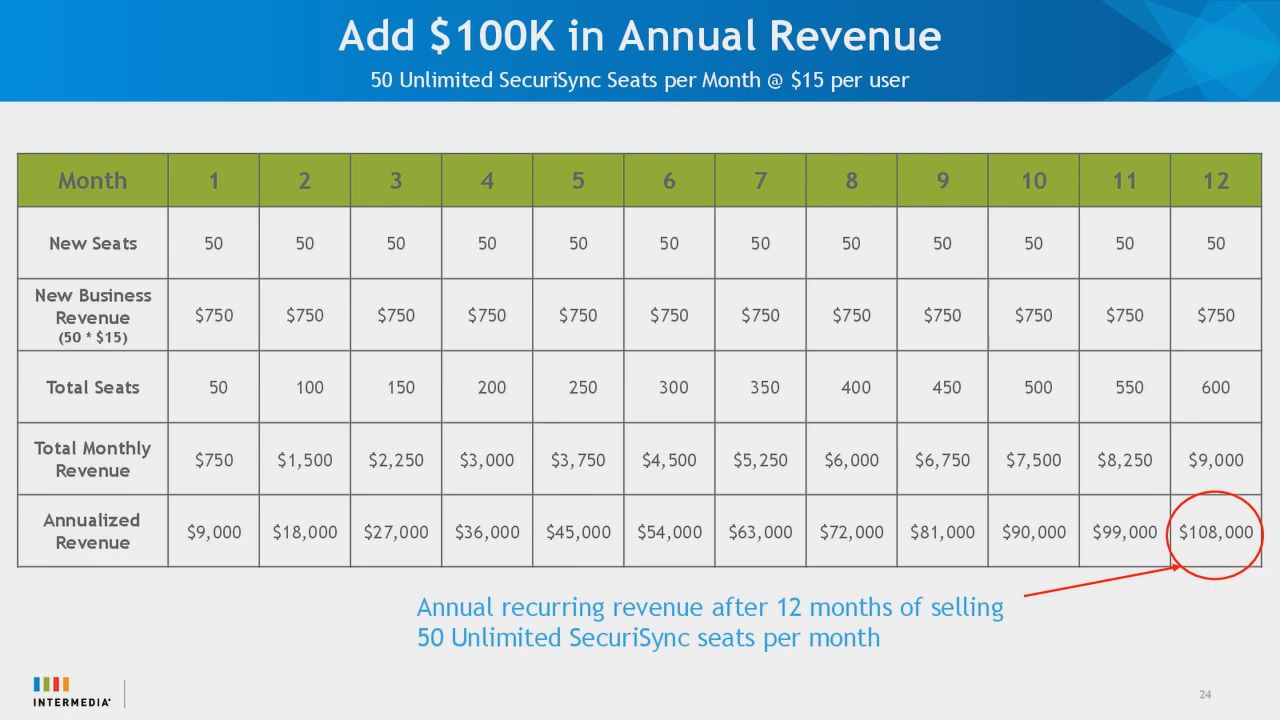 Add $100K in Annual Revenue
50 Unlimited SecuriSync Seats per Month @ $15 per user
Month 1 2 3 4 5 6 7 8 9 10 11 12
New Seats 50 50 50 50 50 50 50 50 50 50 50 50
New Business
Revenue
(50 * $15) $750 $750 $750 $750 $750 $750 $750 $750 $750 $750 $750 $750
Total Seats 50 100 150 200 250 300 350 400 450 500 550 600
Total Monthly
Revenue $750 $1,500 $2,250 $3,000 $3,750 $4,500 $5,250 $6,000 $6,750 $7,500 $8,250 $9,000
Annualized
Revenue $9,000 $18,000 $27,000 $36,000 $45,000 $54,000 $63,000 $72,000 $81,000 $90,000 $99,000 $108,000
Annual recurring revenue after 12 months of selling
50 Unlimited SecuriSync seats per month
INTERMEDIA
24